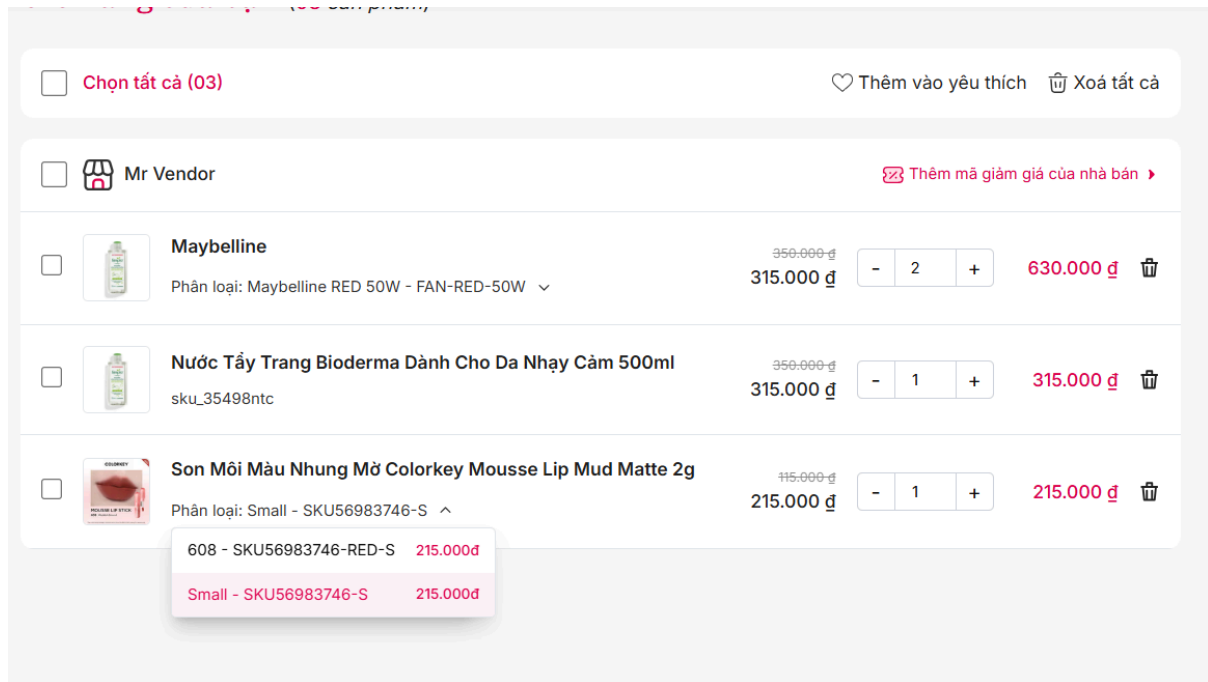 Chọn tất cả (03)
Thêm vào yêu thích
Xoá tất cả
Mr Vendor
Thêm mã giảm giá của nhà bán
Maybelline
Phân loại: Maybelline RED 50W - FAN-RED-50W
350.000 ₫
315.000 ₫
- 2 +
630.000 ₫
Nước Tẩy Trang Bioderma Dành Cho Da Nhạy Cảm 500ml
sku_35498ntc
350.000 ₫
315.000 ₫
- 1 +
315.000 ₫
COLORKEY
MOUSSE LIP STICK
Son Môi Màu Nhung Mờ Colorkey Mousse Lip Mud Matte 2g
Phân loại: Small - SKU56983746-S
115.000 ₫
215.000 ₫
- 1 +
215.000 ₫
608 - SKU56983746-RED-S 215.000đ
Small - SKU56983746-S 215.000đ